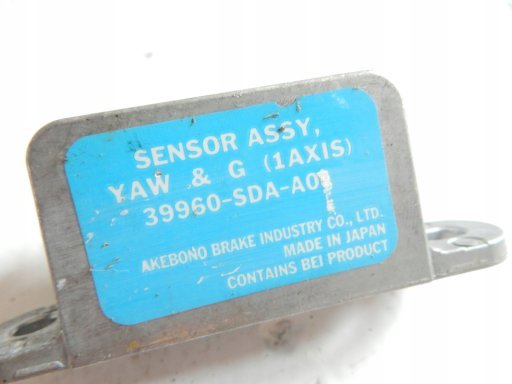 SENSOR ASSY,
YAW & G (1AXIS)
39960-SDA-A0
AKEBONO BRAKE INDUSTRY CO., LTD.
MADE IN JAPAN
CONTAINS BEI PRODUCT